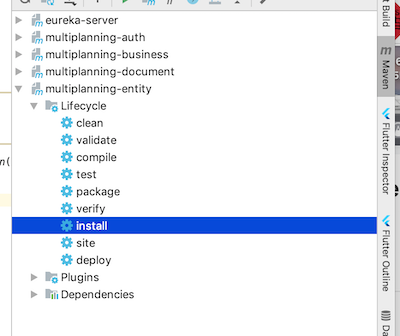 eureka-server
multiplanning-auth
multiplanning-business
multiplanning-document
multiplanning-entity
Lifecycle
clean
validate
compile
test
package
verify
install
site
deploy
Plugins
Dependencies
t Build
Maven
Flutter Inspector
Flutter Outline